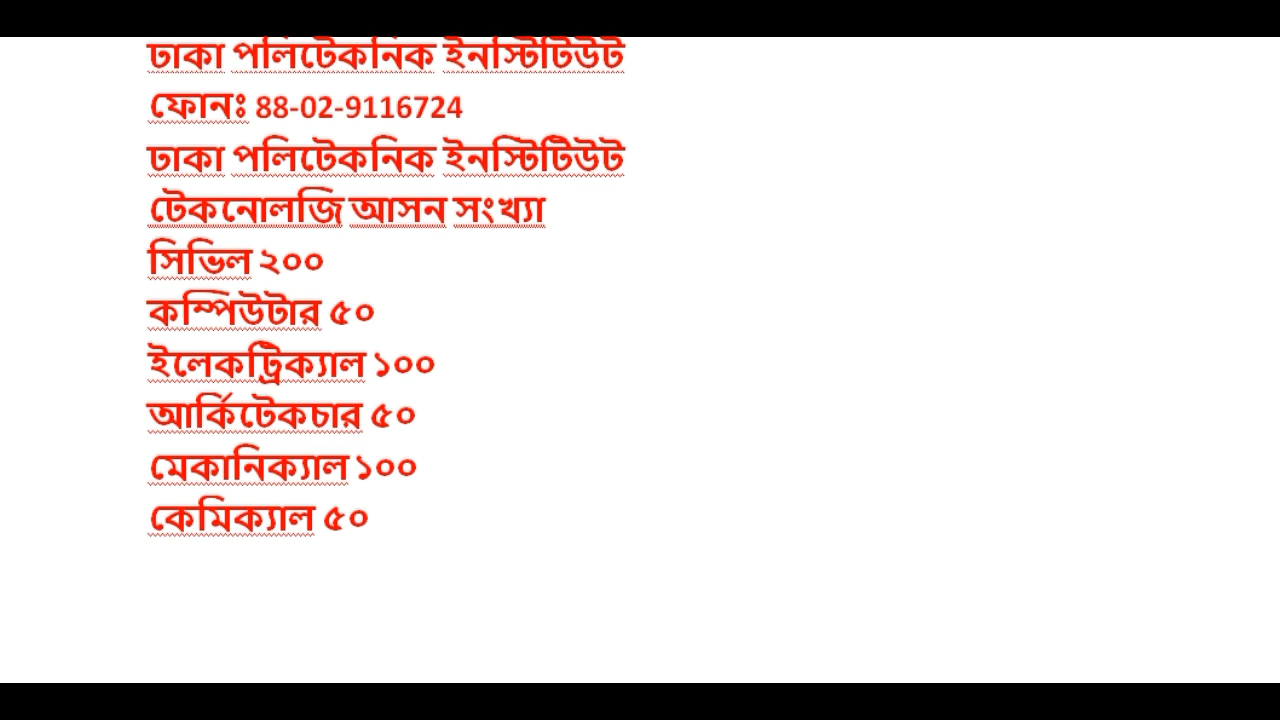 ঢাকা পলিটেকনিক ইনস্টিটিউট
ফোনঃ 88-02-9116724
ঢাকা পলিটেকনিক ইনস্টিটিউট
টেকনোলজি আসন সংখ্যা
সিভিল ২০০
কম্পিউটার ৫০
ইলেকট্রিক্যাল ১০০
আর্কিটেকচার ৫০
মেকানিক্যাল ১০০
কেমিক্যাল ৫০